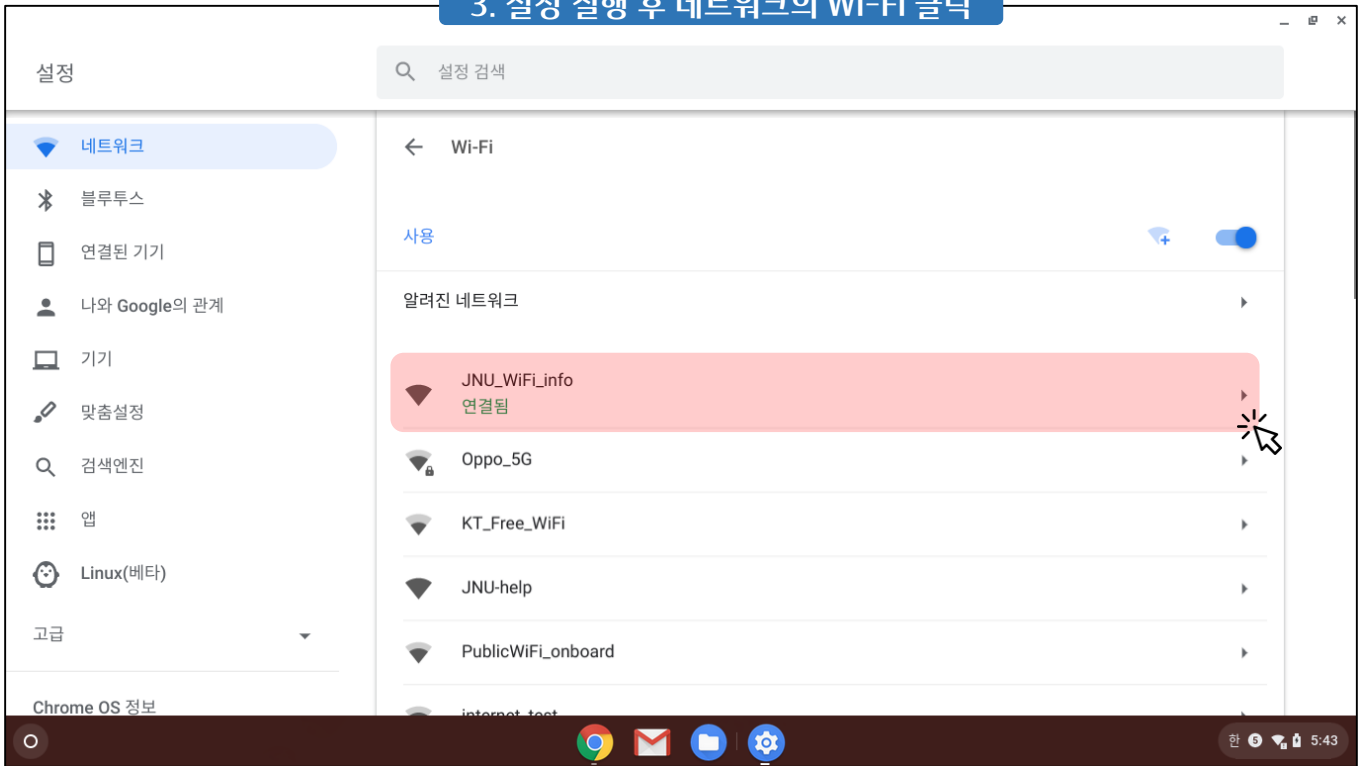 3. 설정 실행 후 네트워크의 Wi-Fi 클릭
설정
설정 검색
네트워크
블루투스
연결된 기기
나와 Google의 관계
기기
맞춤설정
검색엔진
앱
Linux(베타)
고급
Chrome OS 정보
Wi-Fi
사용
알려진 네트워크
JNU_WiFi_info
연결됨
Oppo_5G
KT_Free_WiFi
JNU-help
PublicWiFi_onboard
internet_test
한 5 5:43